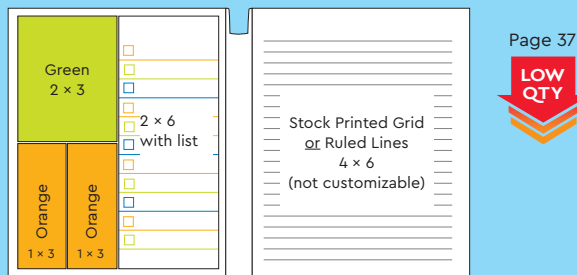 Green
2 × 3
Orange
1 × 3
Orange
1 × 3
2 × 6
with list
Stock Printed Grid
or Ruled Lines
4 × 6
(not customizable)
Page 37
LOW
QTY